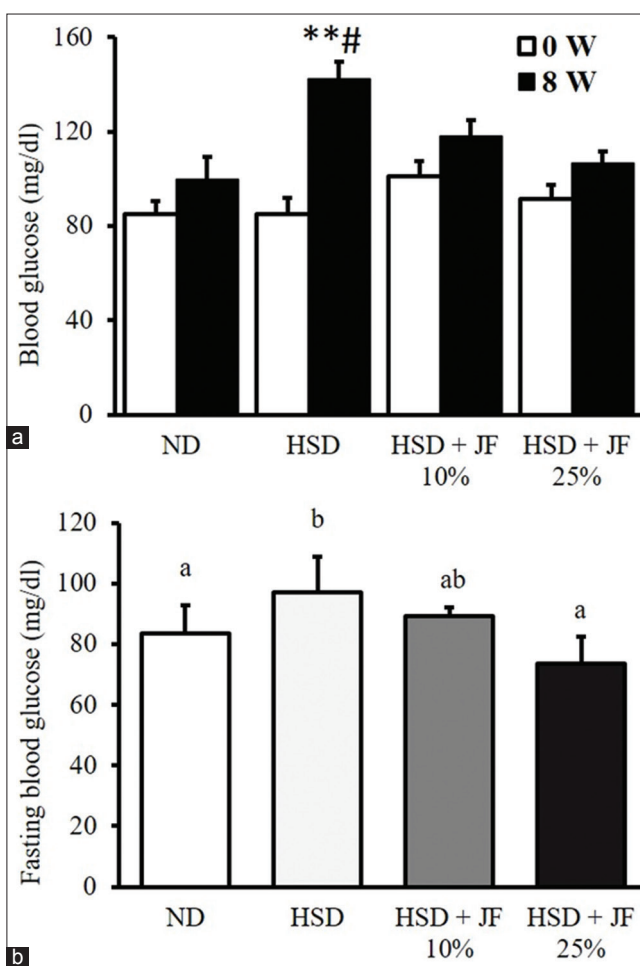 160
120
80
40
0
Blood glucose (mg/dl)
**#
0 W
8 W
ND
HSD
HSD + JF
10%
HSD + JF
25%
a
120
100
80
60
40
20
0
Fasting blood glucose (mg/dl)
a
b
ab
a
ND
HSD
HSD + JF
10%
HSD + JF
25%
b